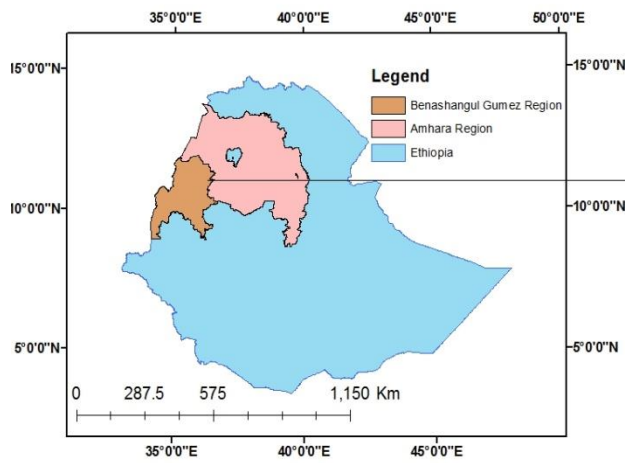 35°0'0"E 40°0'0"E 45°0'0"E 50°0'0"E
15°0'0"N
15°0'0"N
Legend
Benashangul Gumez Region
Amhara Region
Ethiopia
10°0'0"N
10°0'0"N
5°0'0"N
5°0'0"N
0 287.5 575 1,150 Km
35°0'0"E 40°0'0"E 45°0'0"E